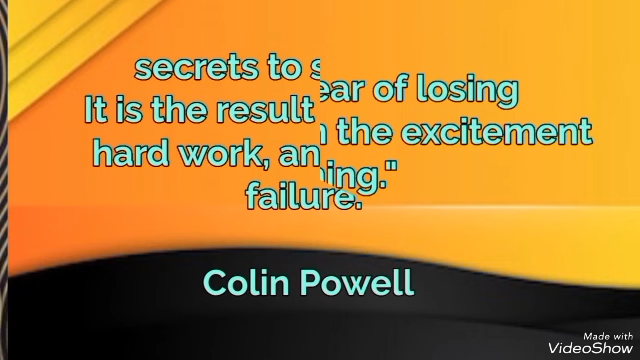 secrets to s
ear of losing
It is the result
the excitement
hard work, an
ing."
failure.
Colin Powell
Made with
VideoShow